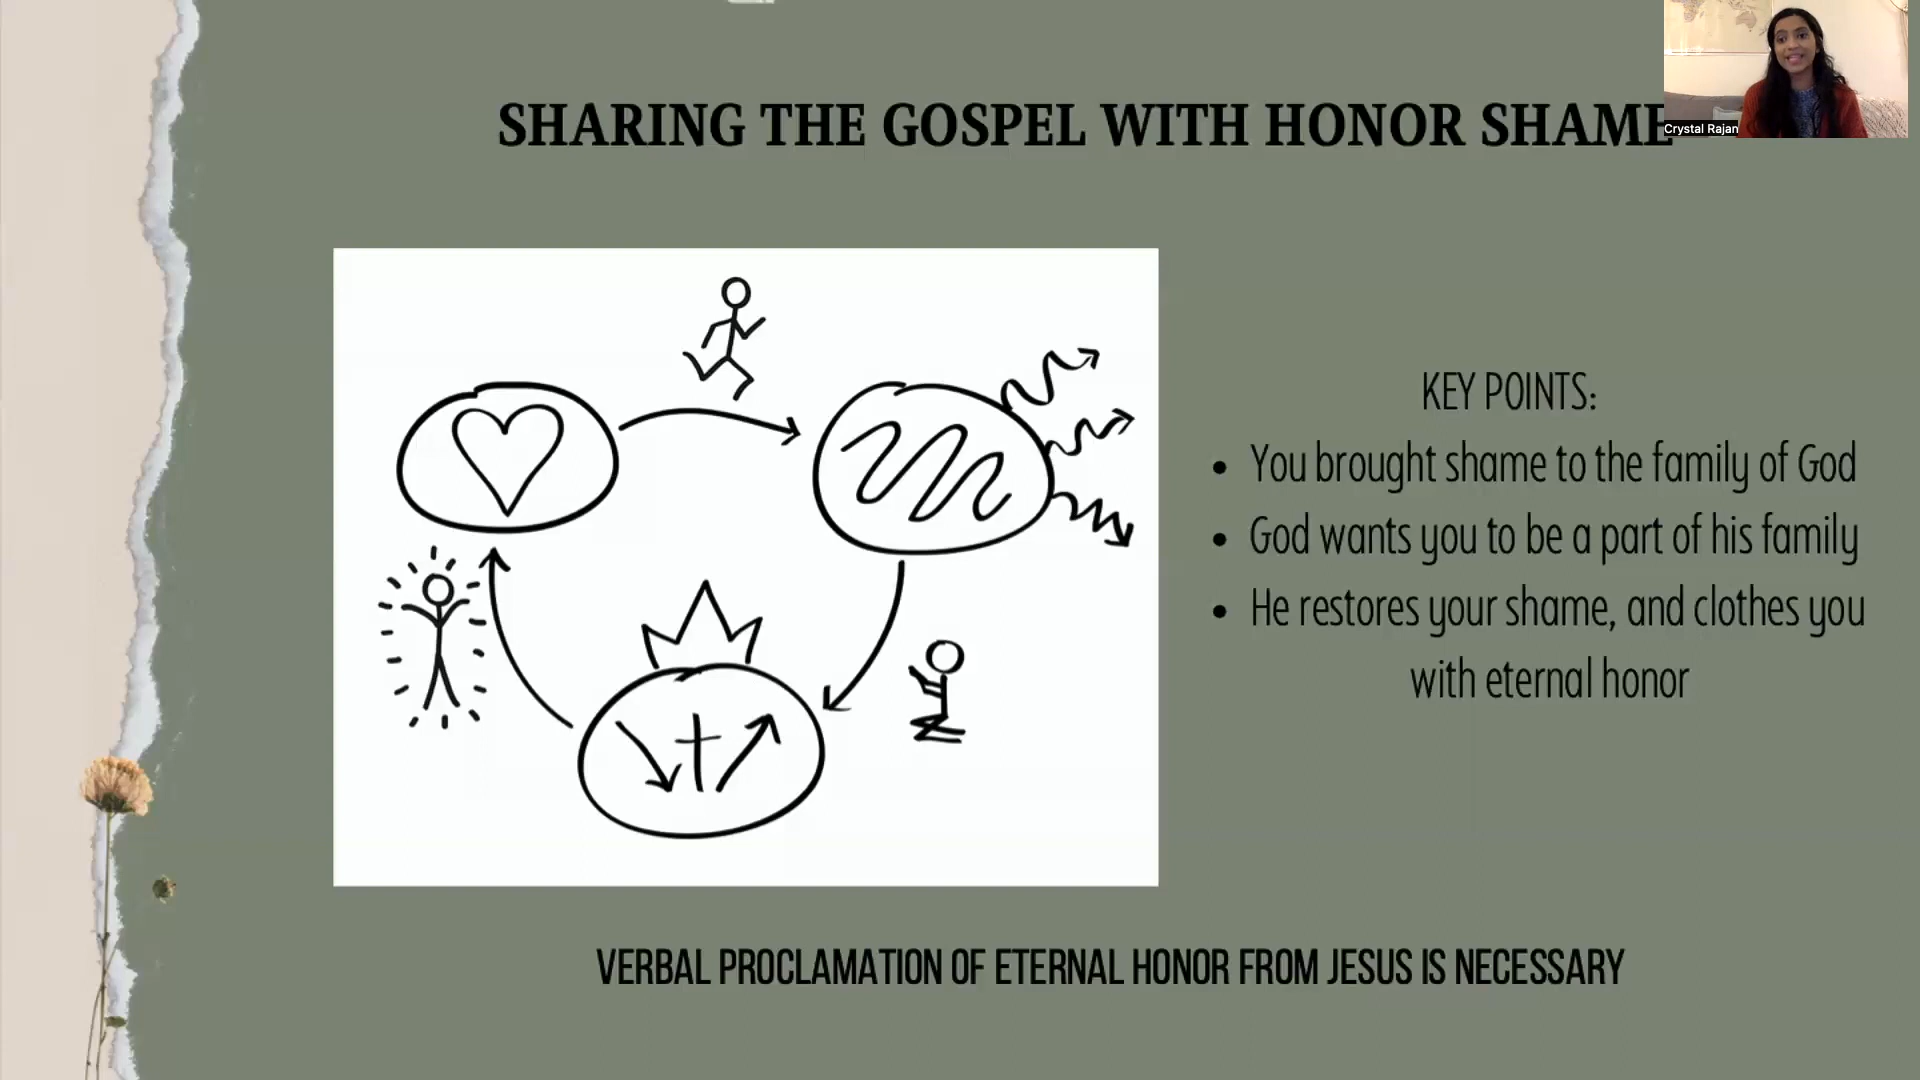 SHARING THE GOSPEL WITH HONOR SHAME
Crystal Rajan
KEY POINTS:
• You brought shame to the family of God
• God wants you to be a part of his family
• He restores your shame, and clothes you
with eternal honor
VERBAL PROCLAMATION OF ETERNAL HONOR FROM JESUS IS NECESSARY